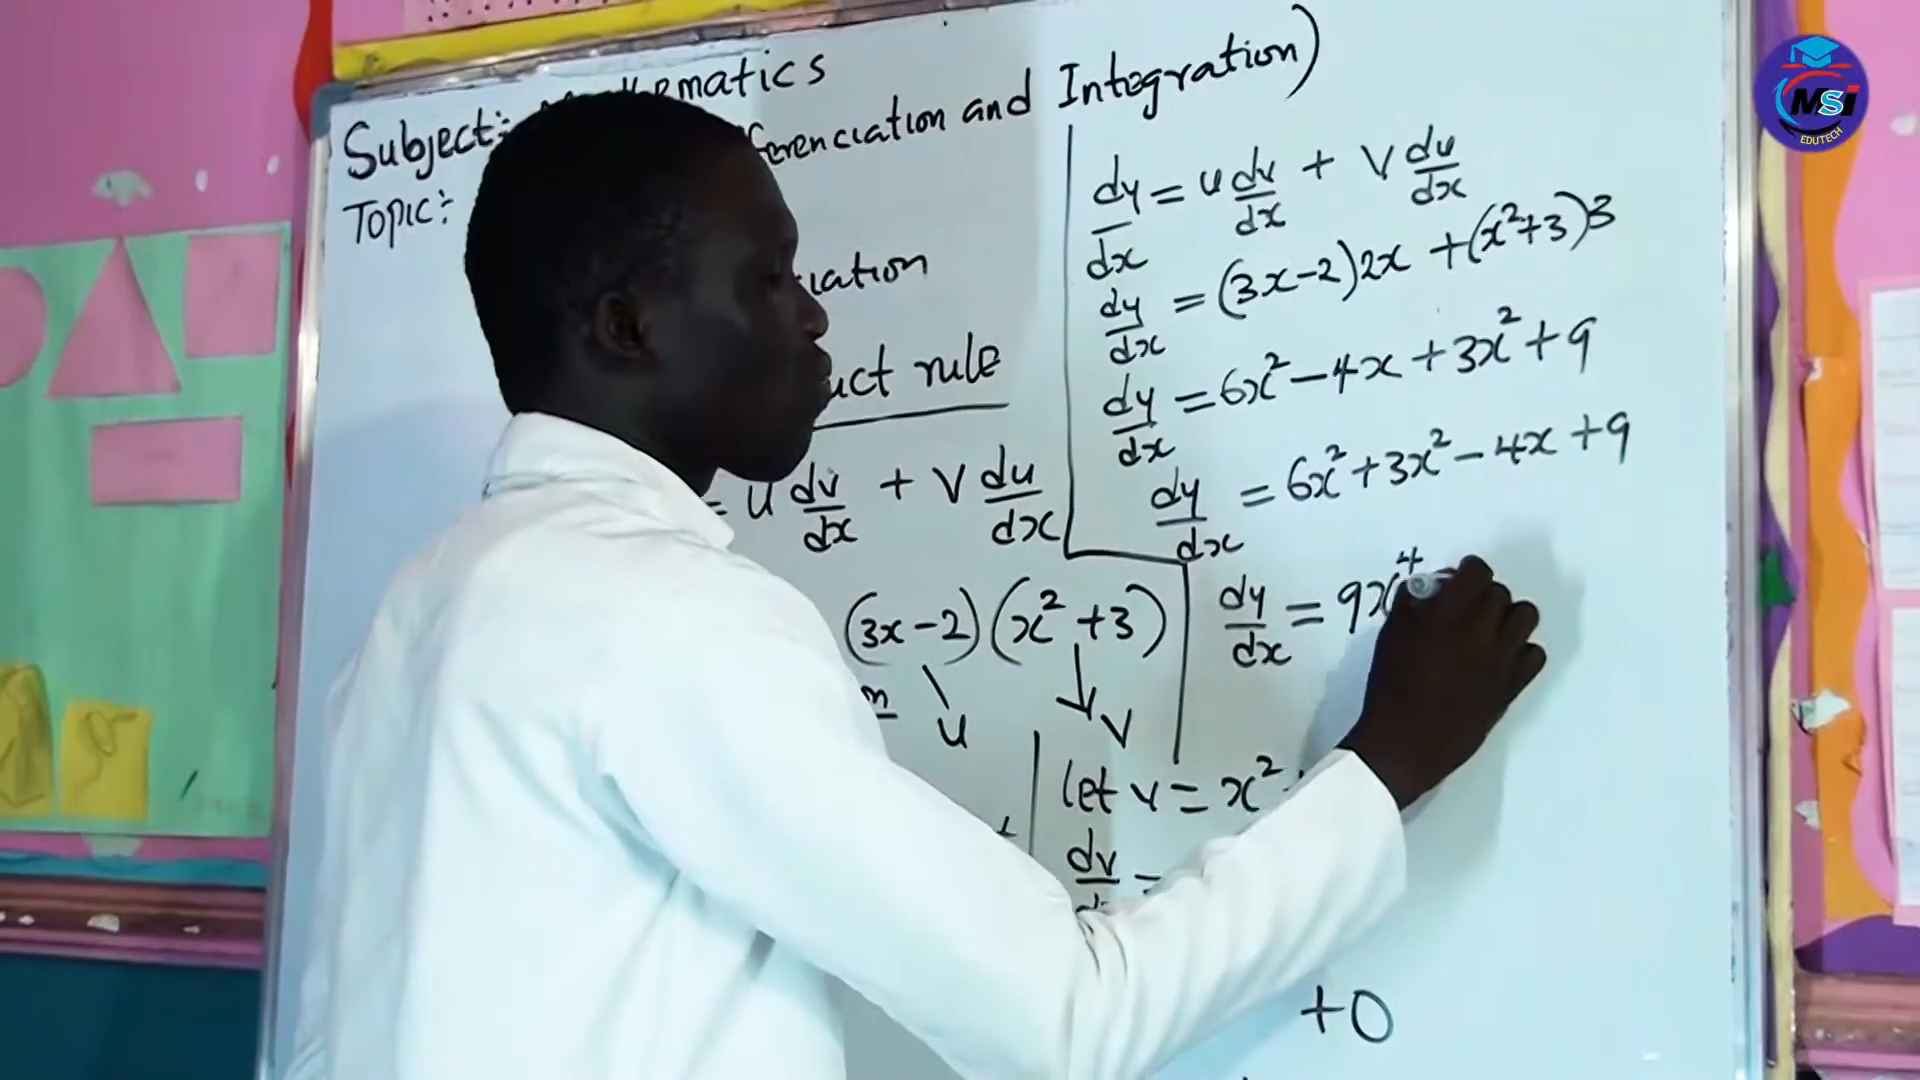 Subject:- Mathematics
Topic:- ferenciation and Integration)
ciation
uct rule
= u dv/dx + v du/dx
(3x-2)(x²+3)
u v
let v = x²
dv
+0
dy/dx = u dv/dx + v du/dx
dy/dx = (3x-2)2x + (x²+3)3
dy/dx = 6x² - 4x + 3x² + 9
dy/dx = 6x² + 3x² - 4x + 9
dy/dx = 9x⁴
MSI
EDUTECH